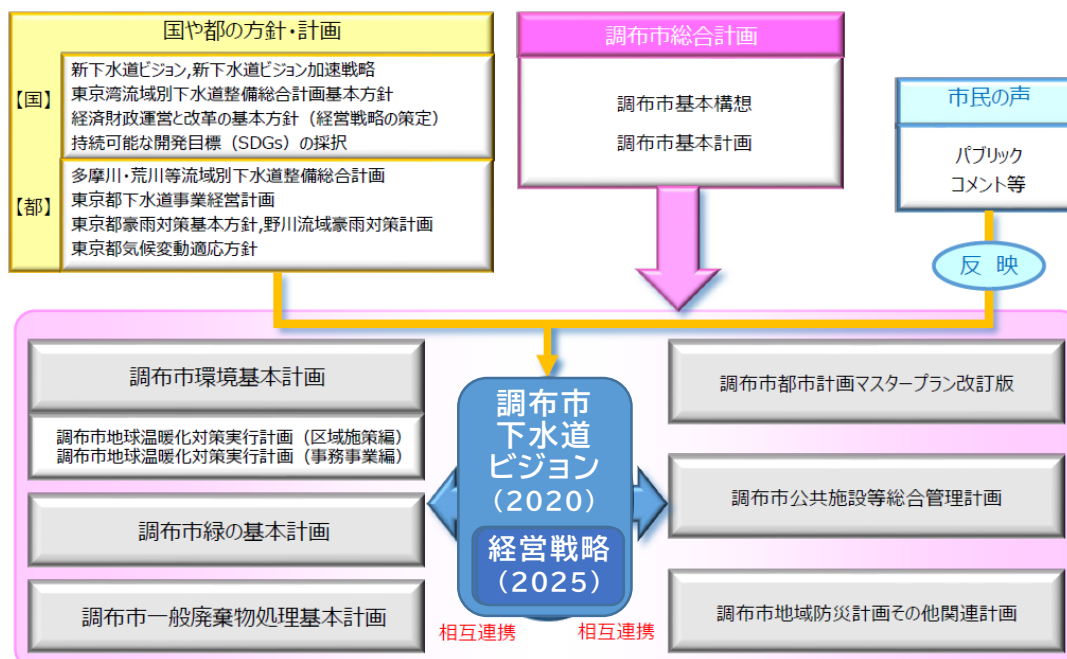 国や都の方針・計画
【国】
新下水道ビジョン,新下水道ビジョン加速戦略
東京湾流域別下水道整備総合計画基本方針
経済財政運営と改革の基本方針（経営戦略の策定）
持続可能な開発目標（SDGs）の採択
【都】
多摩川・荒川等流域別下水道整備総合計画
東京都下水道事業経営計画
東京都豪雨対策基本方針,野川流域豪雨対策計画
東京都気候変動適応方針
調布市総合計画
調布市基本構想
調布市基本計画
市民の声
パブリック
コメント等
反 映
調布市環境基本計画
調布市地球温暖化対策実行計画（区域施策編）
調布市地球温暖化対策実行計画（事務事業編）
調布市緑の基本計画
調布市一般廃棄物処理基本計画
調布市
下水道
ビジョン
（2020）
経営戦略
（2025）
相互連携
相互連携
調布市都市計画マスタープラン改訂版
調布市公共施設等総合管理計画
調布市地域防災計画その他関連計画